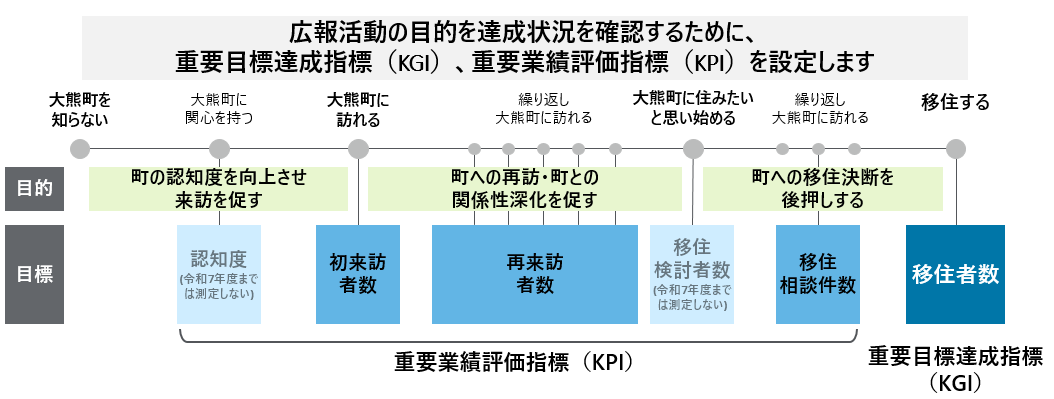 広報活動の目的を達成状況を確認するために、
重要目標達成指標（KGI）、重要業績評価指標（KPI）を設定します
大熊町を
知らない
大熊町に
関心を持つ
大熊町に
訪れる
繰り返し
大熊町に訪れる
大熊町に住みたい
と思い始める
繰り返し
大熊町に訪れる
移住する
目的
町の認知度を向上させ
来訪を促す
町への再訪・町との
関係性深化を促す
町への移住決断を
後押しする
目標
認知度
(令和7年度まで
は測定しない)
初来訪
者数
再来訪
者数
移住
検討者数
(令和7年度まで
は測定しない)
移住
相談件数
移住者数
重要業績評価指標（KPI）
重要目標達成指標
（KGI）